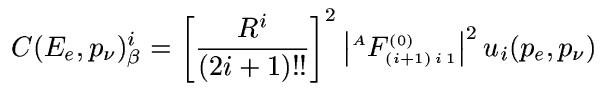 C(E_e, p_ν)^i_β = [ R^i / (2i + 1)!! ]^2 |^A F^{(0)}_{(i+1) i 1}|^2 u_i(p_e, p_ν)